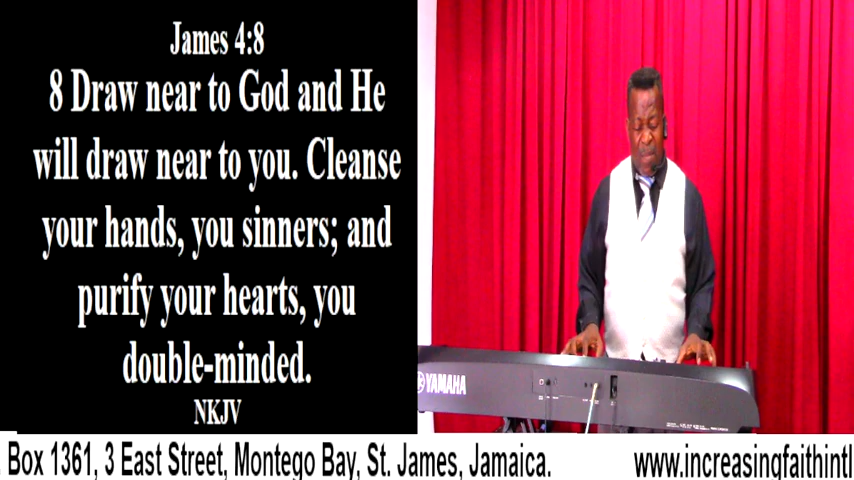 James 4:8
8 Draw near to God and He
will draw near to you. Cleanse
your hands, you sinners; and
purify your hearts, you
double-minded.
NKJV
YAMAHA
Box 1361, 3 East Street, Montego Bay, St. James, Jamaica.
www.increasingfaithintl